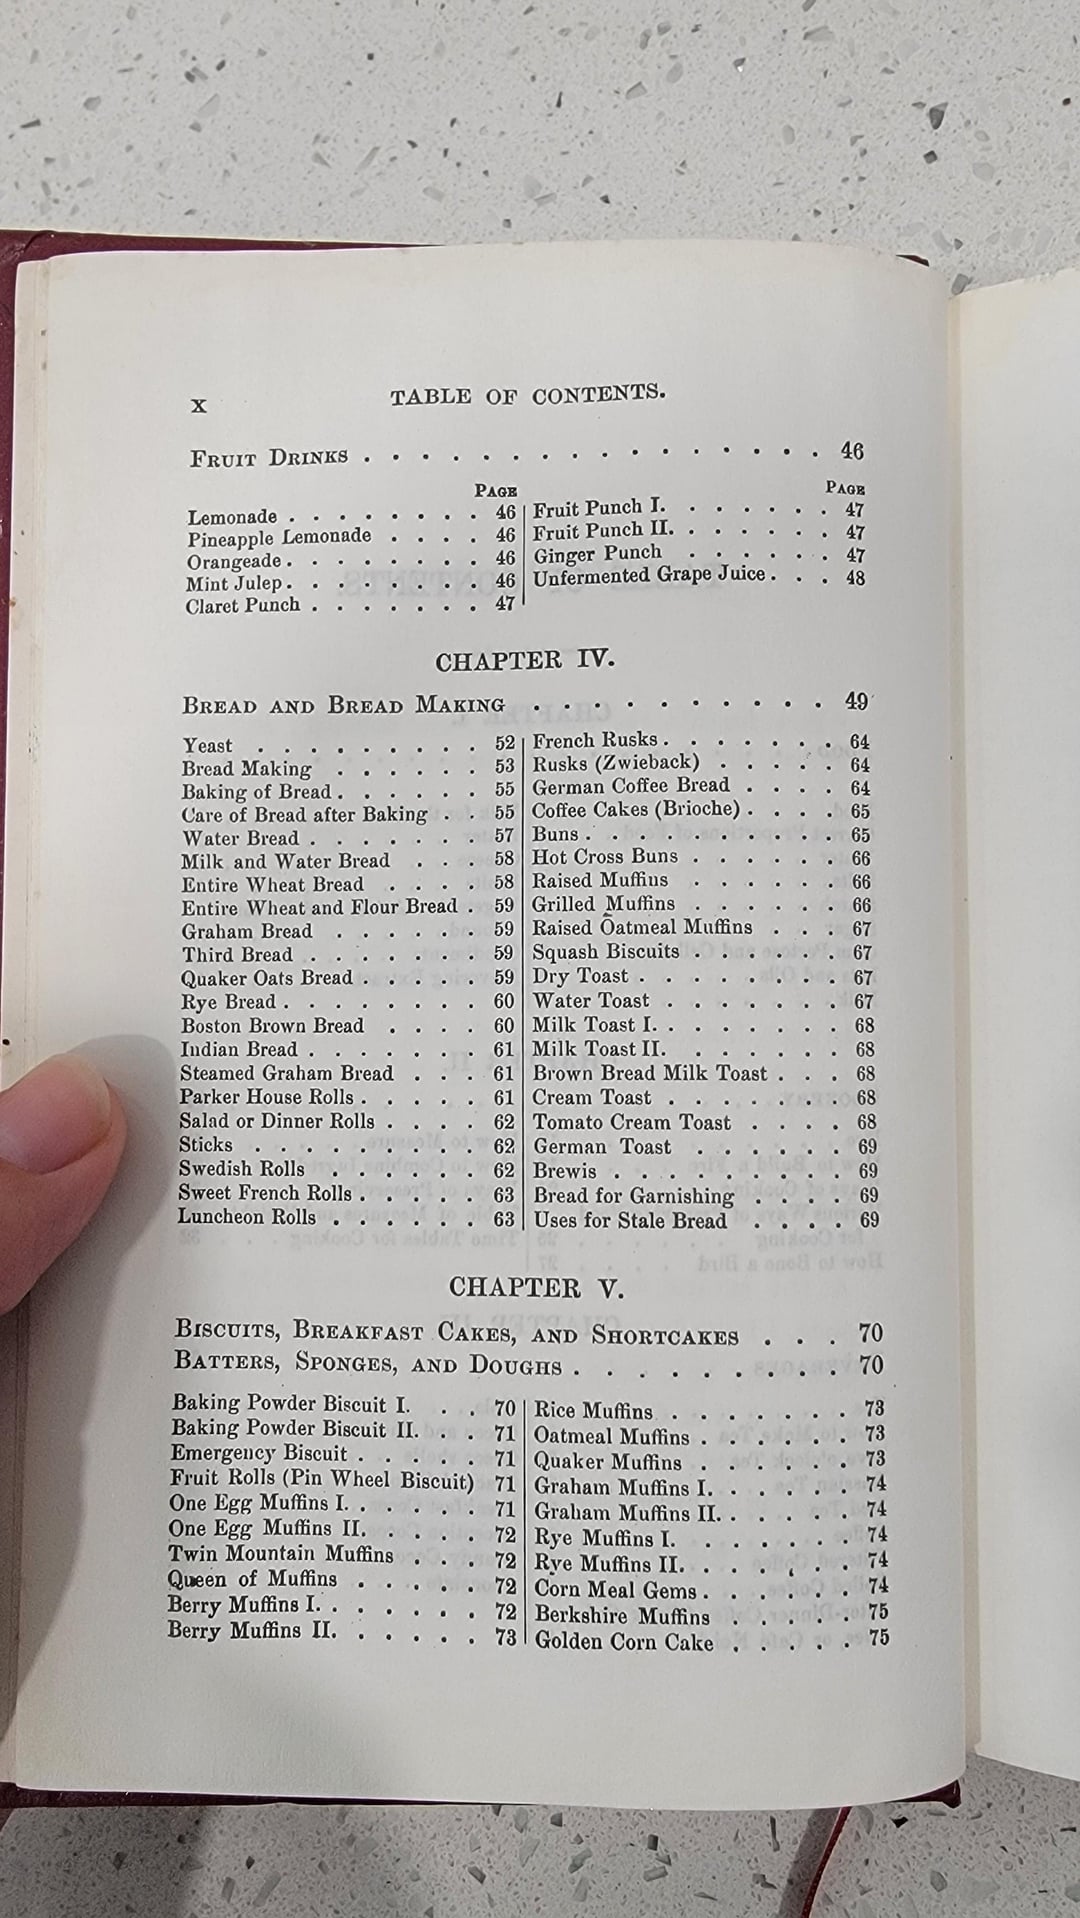 x TABLE OF CONTENTS.
FRUIT DRINKS . . . . . . . . . . . . . . . . 46
PAGE
Lemonade . . . . . . . 46
Pineapple Lemonade . . . . 46
Orangeade . . . . . . . 46
Mint Julep . . . . . . . 46
Claret Punch . . . . . . 47
PAGE
Fruit Punch I. . . . . . . 47
Fruit Punch II. . . . . . . 47
Ginger Punch . . . . . . 47
Unfermented Grape Juice . . . 48
CHAPTER IV.
BREAD AND BREAD MAKING . . . . . . . . . . 49
Yeast . . . . . . . . 52
Bread Making . . . . . . 53
Baking of Bread . . . . . . 55
Care of Bread after Baking . . 55
Water Bread . . . . . . . 57
Milk and Water Bread . . . 58
Entire Wheat Bread . . . . 58
Entire Wheat and Flour Bread . 59
Graham Bread . . . . . . 59
Third Bread . . . . . . . 59
Quaker Oats Bread . . . . . 59
Rye Bread . . . . . . . . 60
Boston Brown Bread . . . . 60
Indian Bread . . . . . . . 61
Steamed Graham Bread . . . 61
Parker House Rolls . . . . . 61
Salad or Dinner Rolls . . . . 62
Sticks . . . . . . . . . 62
Swedish Rolls . . . . . . 62
Sweet French Rolls . . . . . 63
Luncheon Rolls . . . . . . 63
French Rusks . . . . . . . 64
Rusks (Zwieback) . . . . . 64
German Coffee Bread . . . . 64
Coffee Cakes (Brioche) . . . . 65
Buns . . . . . . . . . 65
Hot Cross Buns . . . . . . 66
Raised Muffins . . . . . . 66
Grilled Muffins . . . . . . 66
Raised Oatmeal Muffins . . . 67
Squash Biscuits . . . . . . 67
Dry Toast . . . . . . . . 67
Water Toast . . . . . . . 67
Milk Toast I. . . . . . . . 68
Milk Toast II. . . . . . . 68
Brown Bread Milk Toast . . . 68
Cream Toast . . . . . . . 68
Tomato Cream Toast . . . . 68
German Toast . . . . . . 69
Brewis . . . . . . . . . 69
Bread for Garnishing . . . . 69
Uses for Stale Bread . . . . 69
CHAPTER V.
BISCUITS, BREAKFAST CAKES, AND SHORTCAKES . . . 70
BATTERS, SPONGES, AND DOUGHS . . . . . . . . . 70
Baking Powder Biscuit I. . . 70
Baking Powder Biscuit II. . . 71
Emergency Biscuit . . . . . 71
Fruit Rolls (Pin Wheel Biscuit) 71
One Egg Muffins I. . . . . . 71
One Egg Muffins II. . . . . 72
Twin Mountain Muffins . . . 72
Queen of Muffins . . . . . 72
Berry Muffins I. . . . . . . 72
Berry Muffins II. . . . . . 73
Rice Muffins . . . . . . . 73
Oatmeal Muffins . . . . . . 73
Quaker Muffins . . . . . . 73
Graham Muffins I. . . . . . 74
Graham Muffins II. . . . . . 74
Rye Muffins I. . . . . . . 74
Rye Muffins II. . . . . . . 74
Corn Meal Gems . . . . . . 74
Berkshire Muffins . . . . . 75
Golden Corn Cake . . . . . 75